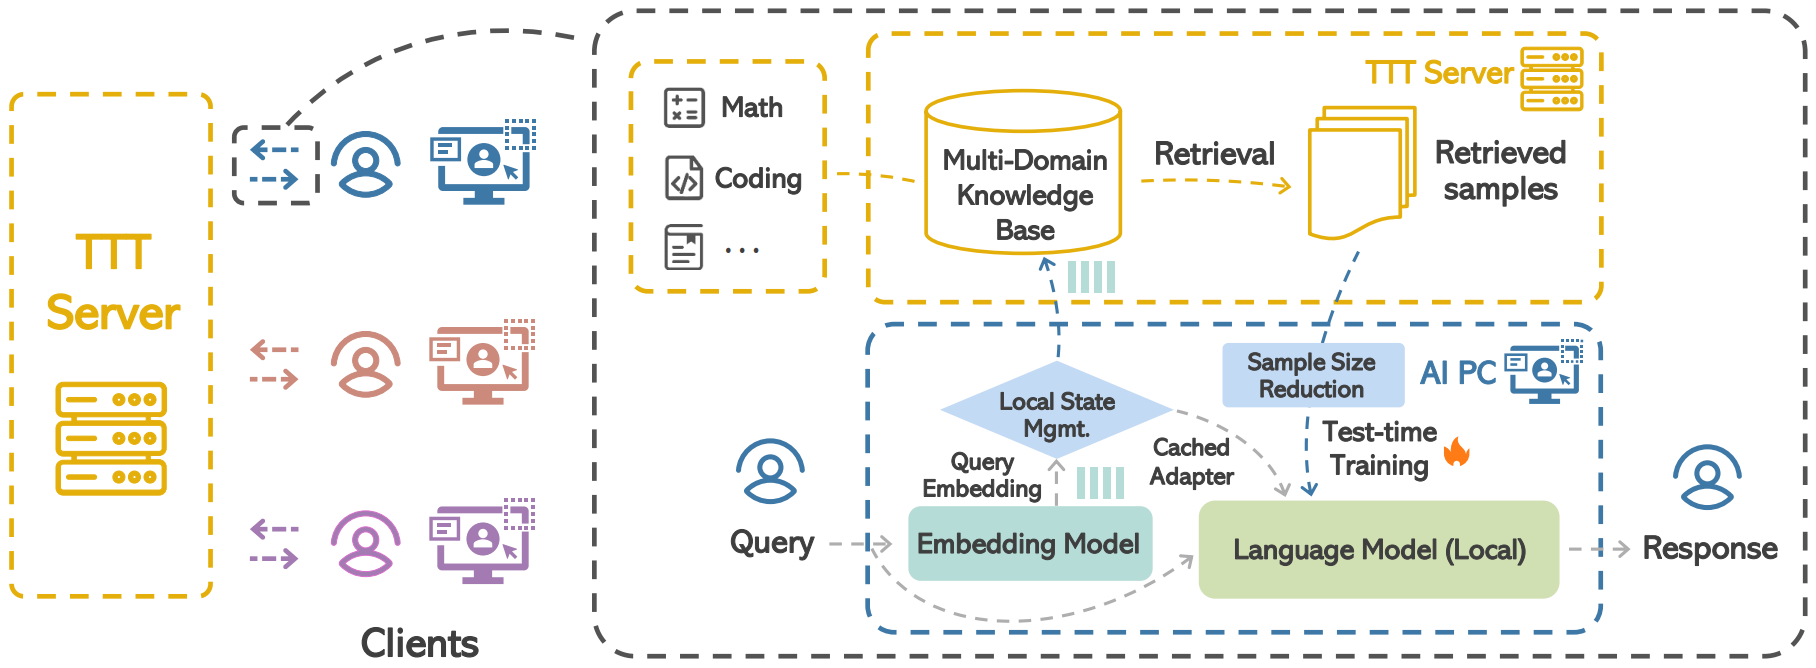 TTT
Server
Clients
Math
Coding
...
TTT Server
Multi-Domain
Knowledge
Base
Retrieval
Retrieved
samples
Sample Size
Reduction
AI PC
Local State
Mgmt.
Cached
Adapter
Test-time
Training
Query
Embedding
Query
Embedding Model
Language Model (Local)
Response